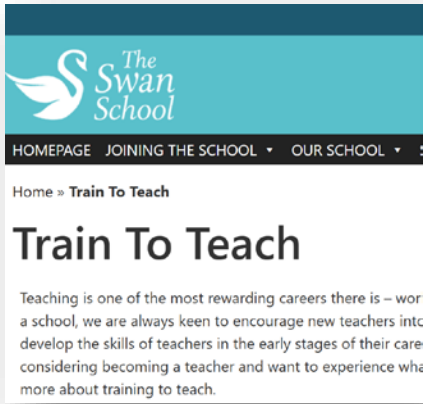 The
Swan
School
HOMEPAGE JOINING THE SCHOOL OUR SCHOOL
Home » Train To Teach
Train To Teach
Teaching is one of the most rewarding careers there is –
a school, we are always keen to encourage new teachers
develop the skills of teachers in the early stages of their
considering becoming a teacher and want to experience
more about training to teach.